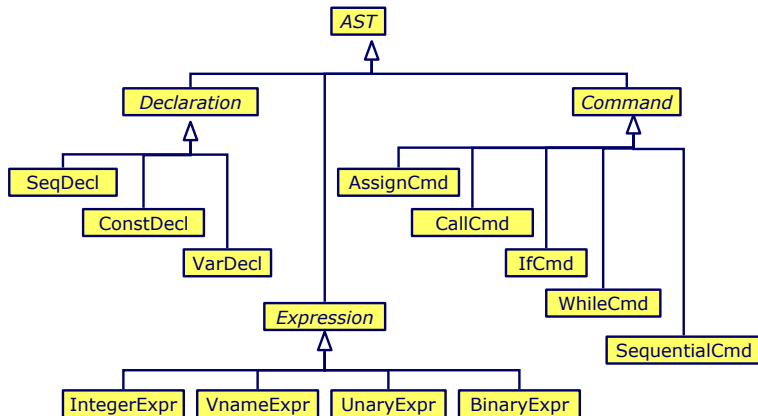 AST
Declaration
Command
SeqDecl
AssignCmd
ConstDecl
CallCmd
VarDecl
IfCmd
WhileCmd
Expression
SequentialCmd
IntegerExpr
VnameExpr
UnaryExpr
BinaryExpr